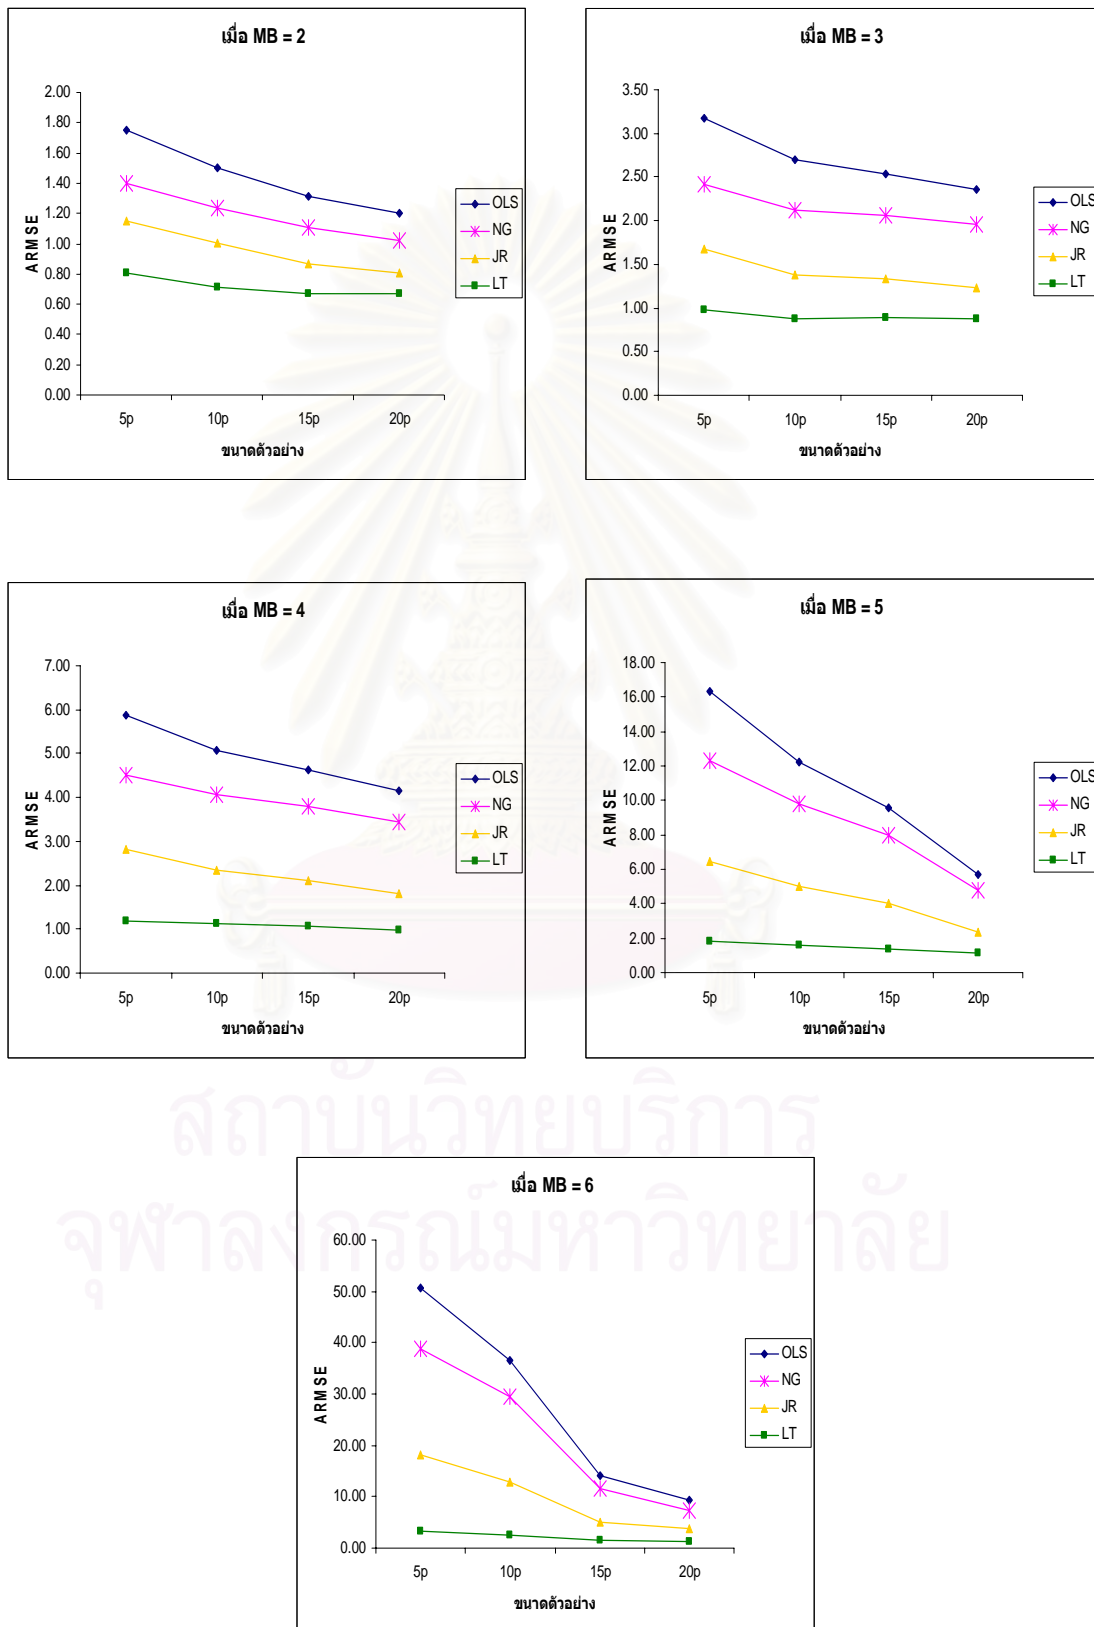 เมื่อ MB = 2
2.00
1.80
1.60
1.40
1.20
1.00
0.80
0.60
0.40
0.20
0.00
ARMSE
5p 10p 15p 20p
ขนาดตัวอย่าง
OLS
NG
JR
LT
เมื่อ MB = 3
3.50
3.00
2.50
2.00
1.50
1.00
0.50
0.00
ARMSE
5p 10p 15p 20p
ขนาดตัวอย่าง
OLS
NG
JR
LT
เมื่อ MB = 4
7.00
6.00
5.00
4.00
3.00
2.00
1.00
0.00
ARMSE
5p 10p 15p 20p
ขนาดตัวอย่าง
OLS
NG
JR
LT
เมื่อ MB = 5
18.00
16.00
14.00
12.00
10.00
8.00
6.00
4.00
2.00
0.00
ARMSE
5p 10p 15p 20p
ขนาดตัวอย่าง
OLS
NG
JR
LT
สถาบันวิทยบริการ
จุฬาลงกรณ์มหาวิทยาลัย
เมื่อ MB = 6
60.00
50.00
40.00
30.00
20.00
10.00
0.00
ARMSE
5p 10p 15p 20p
ขนาดตัวอย่าง
OLS
NG
JR
LT